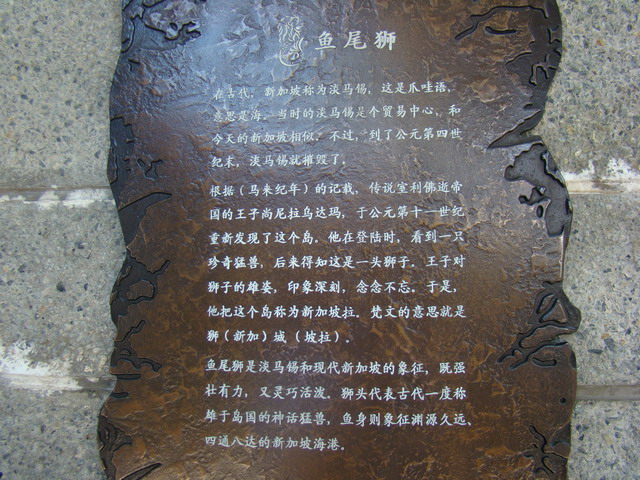 鱼尾狮
在古代，新加坡称为淡马锡，这是爪哇语，
意思是海。当时的淡马锡是个贸易中心，和
今天的新加坡相似。不过，到了公元第四世
纪末，淡马锡就摧毁了。
根据（马来纪年）的记载，传说室利佛逝帝
国的王子尚尼拉乌达玛，于公元第十一世纪
重新发现了这个岛。他在登陆时，看到一只
珍奇猛兽，后来得知这是一头狮子。王子对
狮子的雄姿，印象深刻，念念不忘。于是，
他把这个岛称为新加坡拉。梵文的意思就是
狮（新加）城（坡拉）。
鱼尾狮是淡马锡和现代新加坡的象征，既强
壮有力，又灵巧活泼。狮头代表古代一度称
雄于岛国的神话猛兽，鱼身则象征渊源久远、
四通八达的新加坡海港。